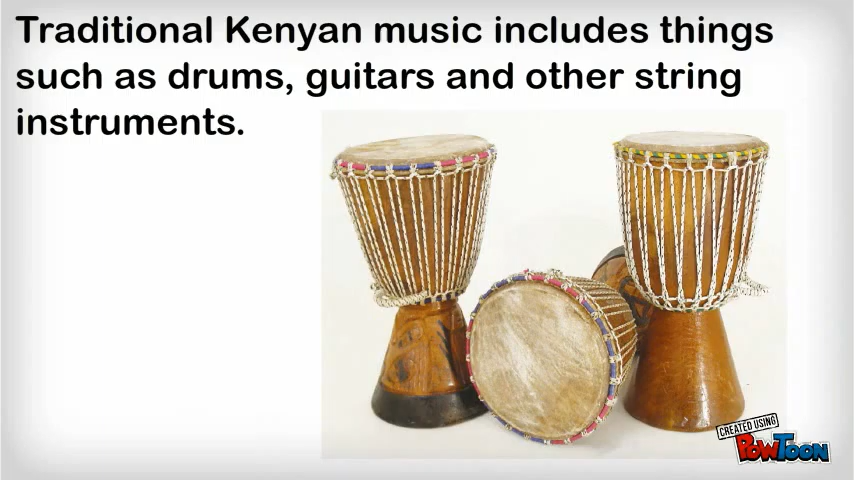 Traditional Kenyan music includes things
such as drums, guitars and other string
instruments.
CREATED USING
POWTOON